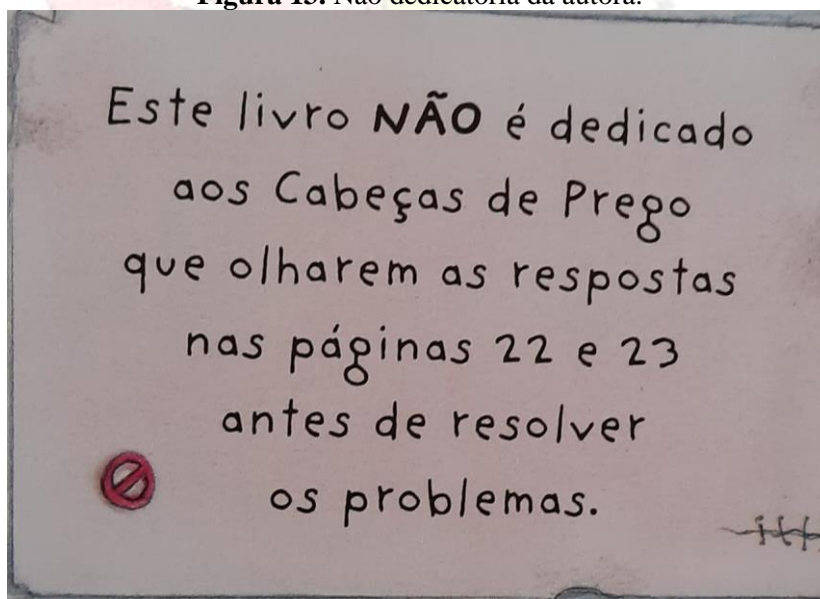 Figura 13. Não dedicatória da autora.
Este livro NÃO é dedicado
aos Cabeças de Prego
que olharem as respostas
nas páginas 22 e 23
antes de resolver
os problemas.